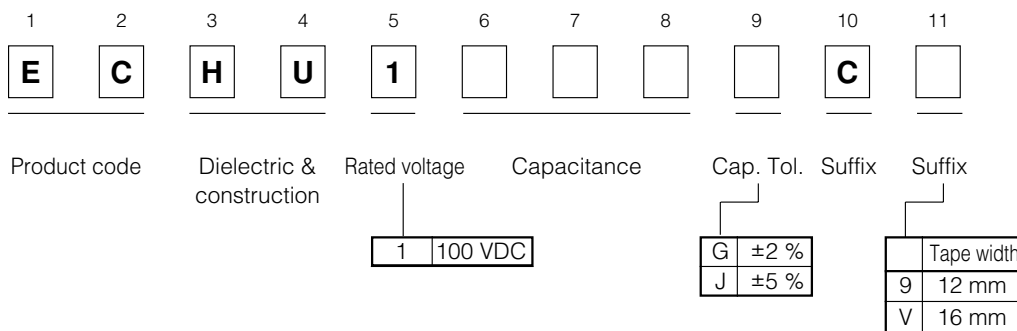 1 2 3 4 5 6 7 8 9 10 11
E C H U 1 C
Product code Dielectric & construction Rated voltage Capacitance Cap. Tol. Suffix Suffix
1 100 VDC
G ±2 %
J ±5 %
Tape width
9 12 mm
V 16 mm